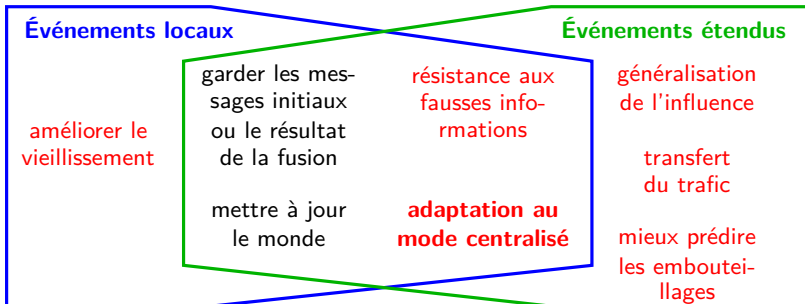 Événements locaux
Événements étendus
améliorer le
vieillissement
garder les mes-
sages initiaux
ou le résultat
de la fusion
mettre à jour
le monde
résistance aux
fausses info-
rmations
adaptation au
mode centralisé
généralisation
de l'influence
transfert
du trafic
mieux prédire
les embouteil-
llages